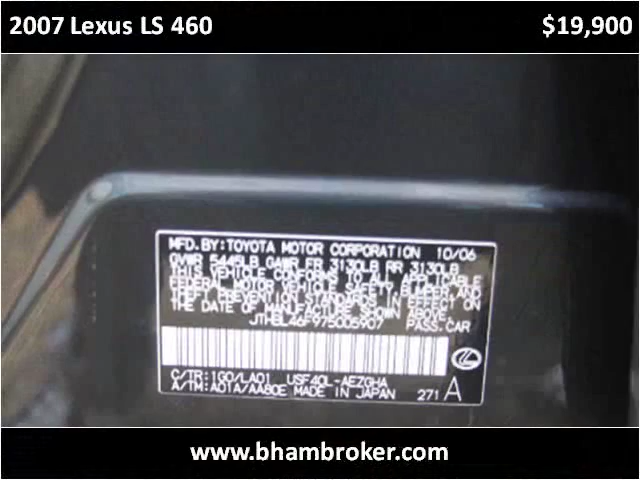 2007 Lexus LS 460 $19,900
MFD. BY: TOYOTA MOTOR CORPORATION 10/06
GVWR 5445LB GAWR FR 3130LB RR 3130LB
THIS VEHICLE CONFORMS TO ALL APPLICABLE
FEDERAL MOTOR VEHICLE SAFETY, BUMPER, AND
THEFT PREVENTION STANDARDS IN EFFECT ON
THE DATE OF MANUFACTURE SHOWN ABOVE.
JTHBL46F975005907 PASS. CAR
C/TR: 1G0/LA01 USF40L-AEZGHA
A/TM: A01A/AA80E MADE IN JAPAN 271 A
www.bhambroker.com